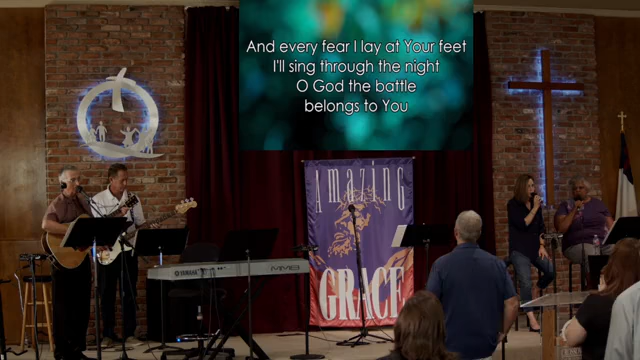 And every fear I lay at Your feet
I'll sing through the night
O God the battle
belongs to You
Amazing
GRACE
YAMAHA